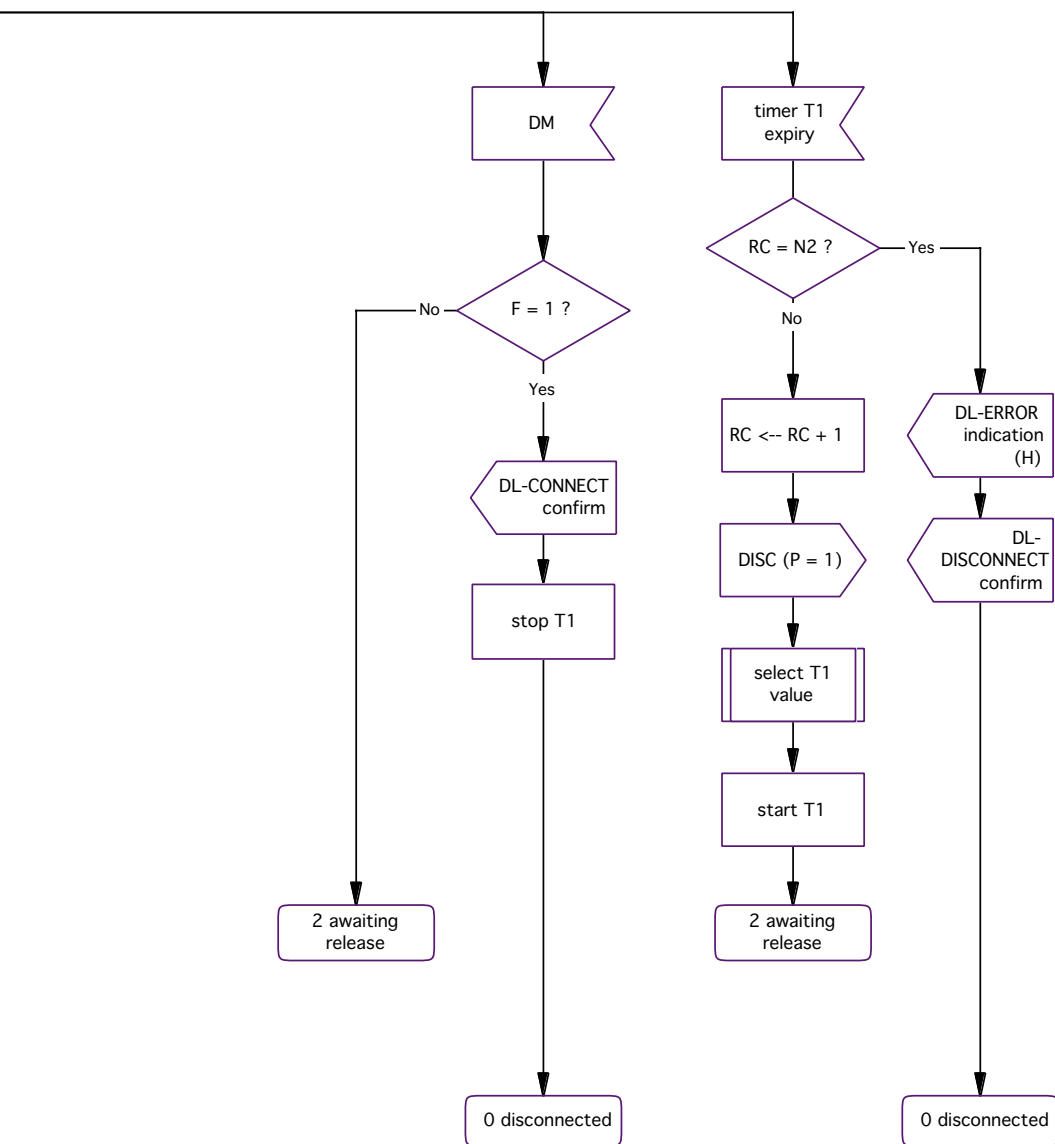 DM
timer T1
expiry
RC = N2 ?
Yes
No
F = 1 ?
No
Yes
RC <-- RC + 1
DL-ERROR
indication
(H)
DL-CONNECT
confirm
DISC (P = 1)
DL-
DISCONNECT
confirm
stop T1
select T1
value
start T1
2 awaiting
release
2 awaiting
release
0 disconnected
0 disconnected